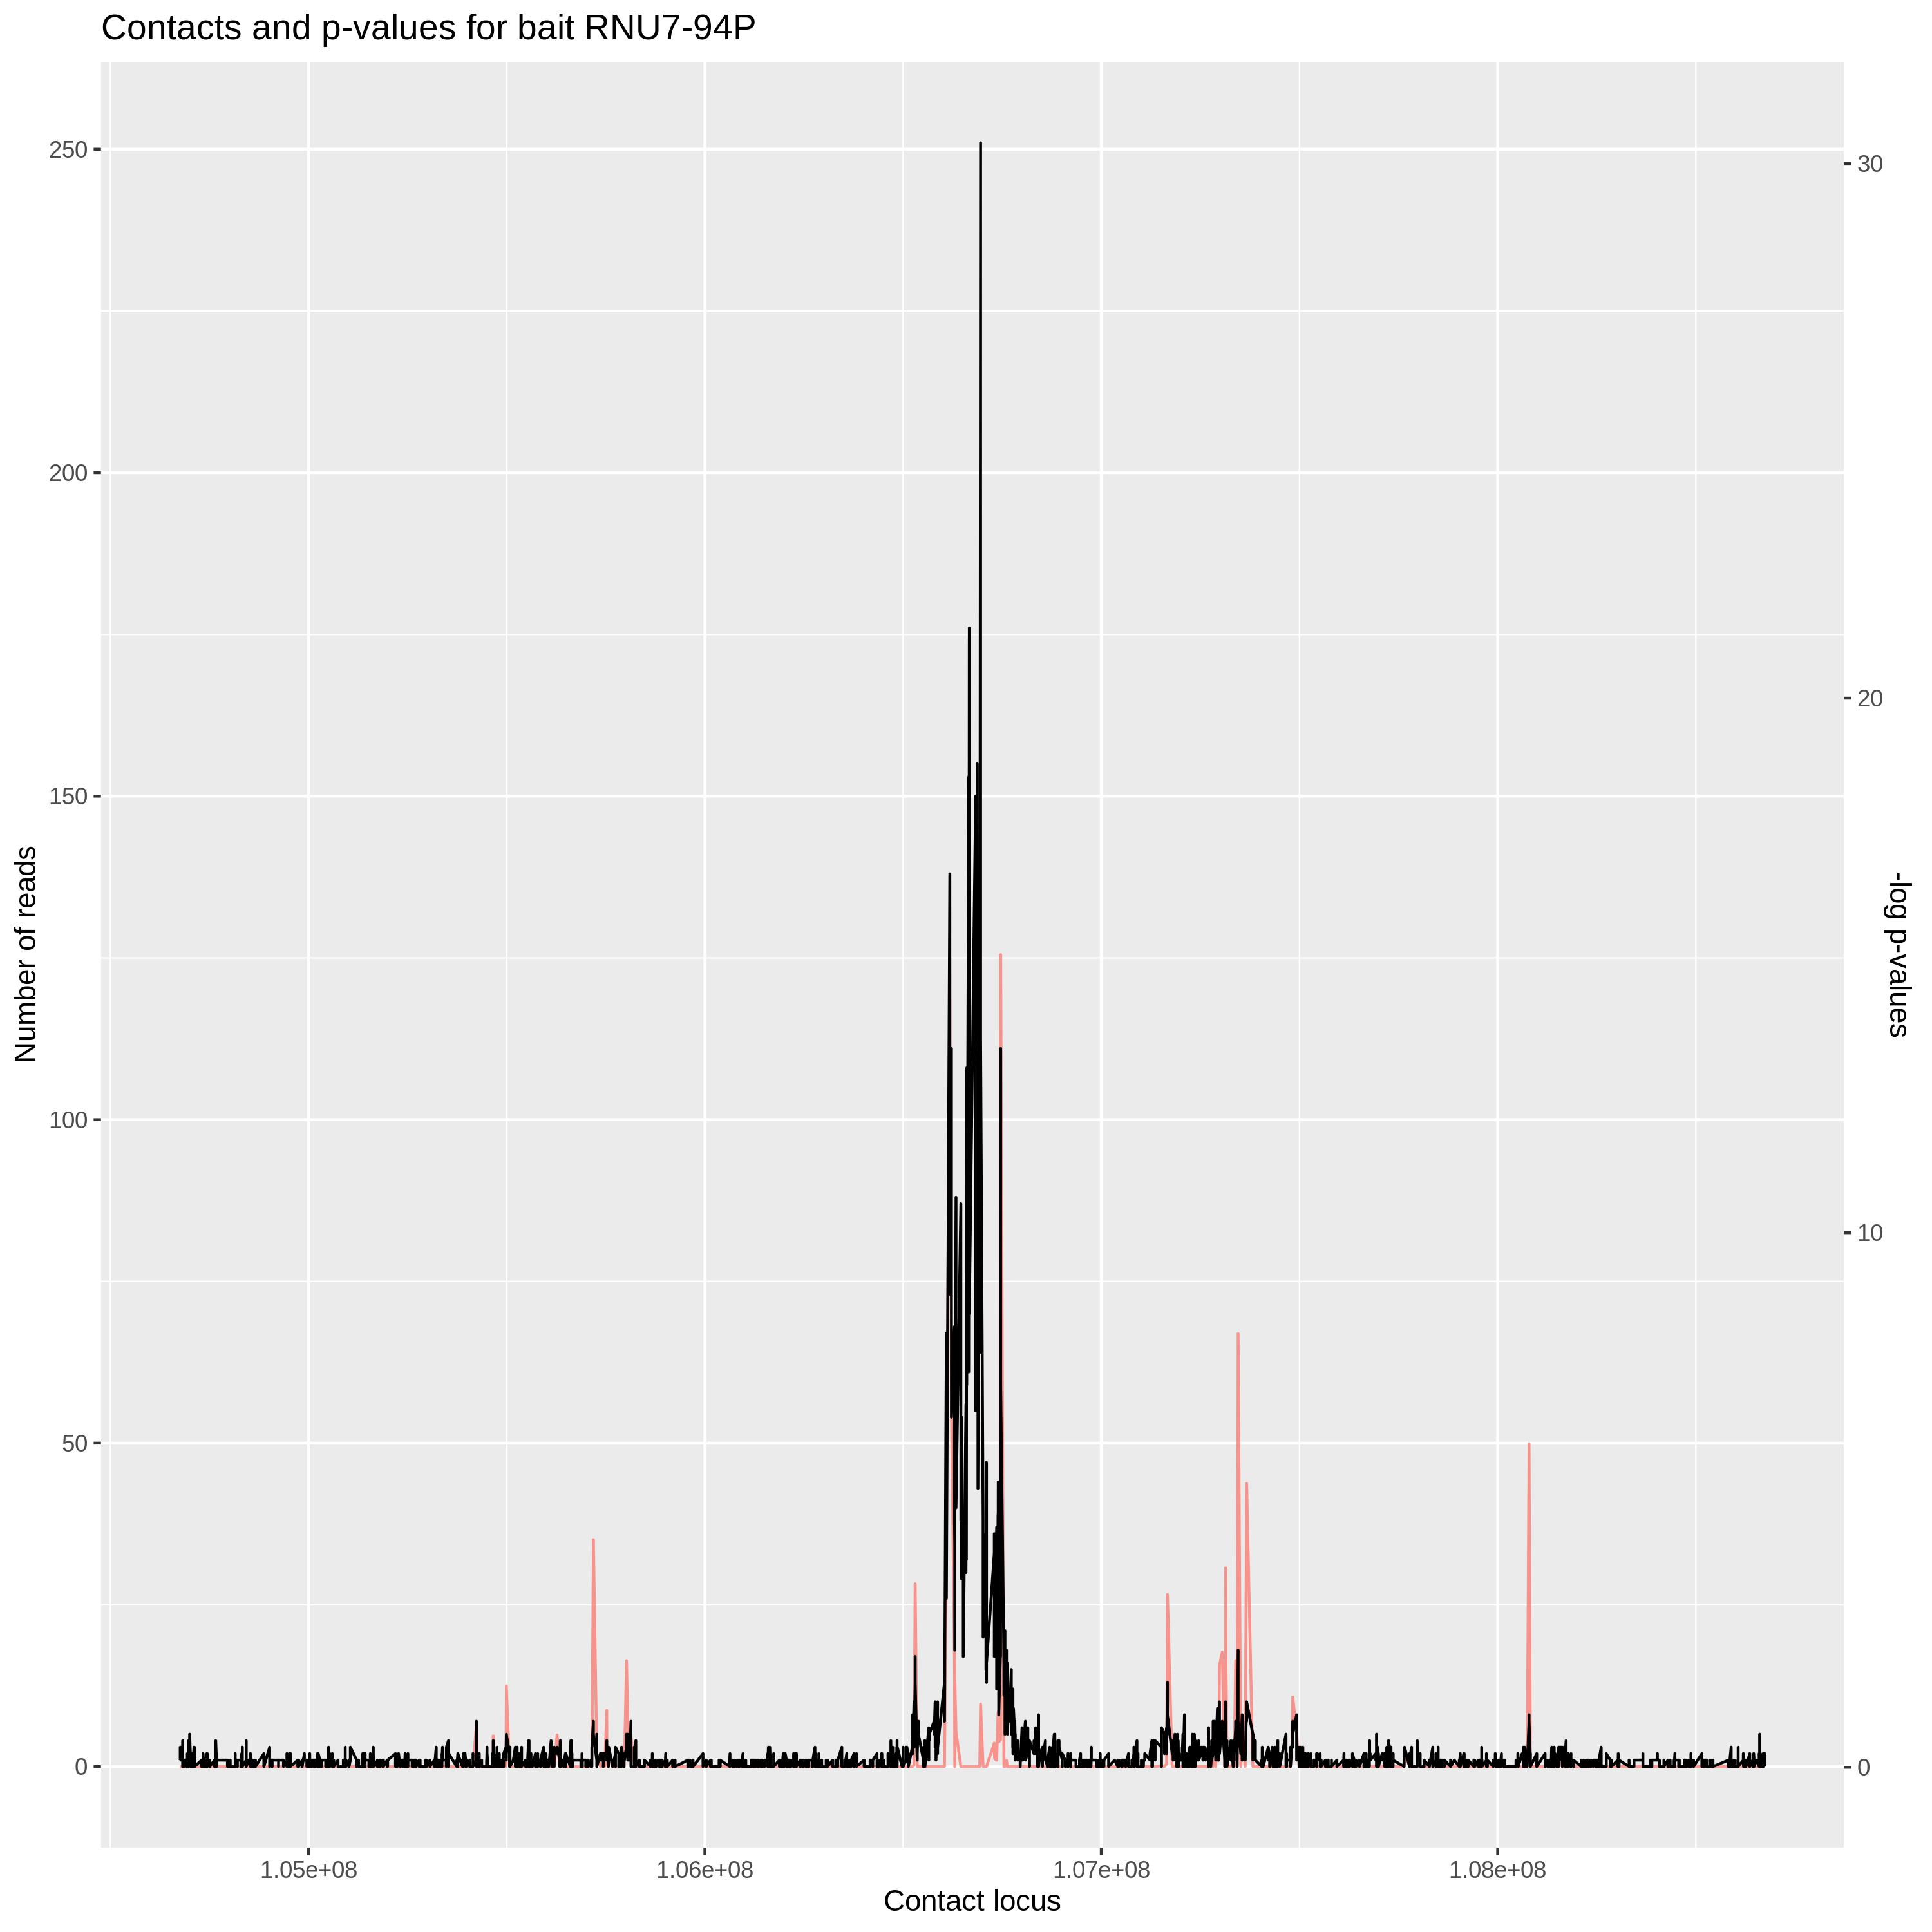 Contacts and p-values for bait RNU7-94P
250
200
150
100
50
0
Number of reads
30
20
10
0
-log p-values
1.05e+08 1.06e+08 1.07e+08 1.08e+08
Contact locus